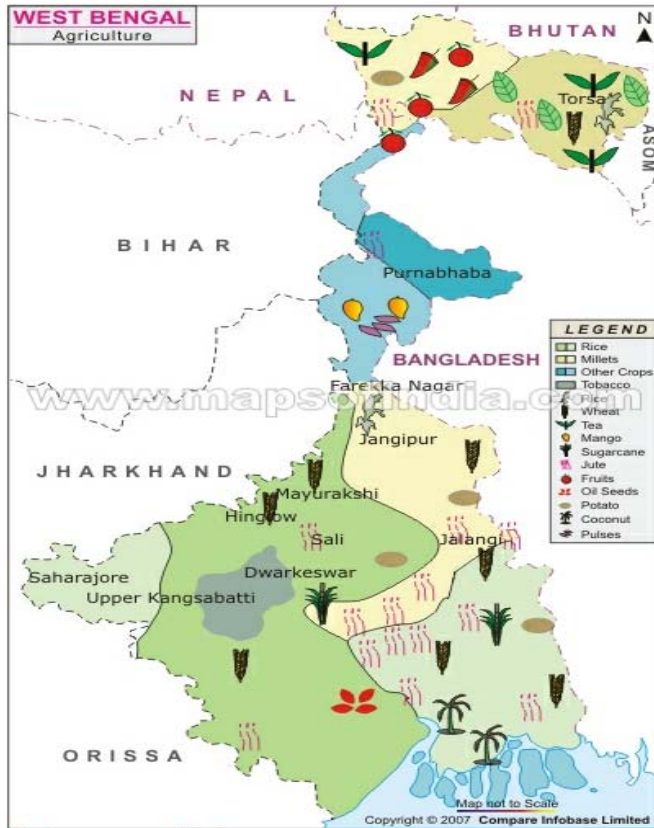 WEST BENGAL
Agriculture
N
BHUTAN
NEPAL
Torsa
ASOM
BIHAR
Purnabhaba
BANGLADESH
LEGEND
Rice
Millets
Other Crops
Tobacco
Rice
Wheat
Tea
Mango
Sugarcane
Jute
Fruits
Oil Seeds
Potato
Coconut
Pulses
Farekka Nagar
www.mapsofindia.com
Jangipur
JHARKHAND
Mayurakshi
Hinglow
Sali
Jalangi
Saharajore
Dwarkeswar
Upper Kangsabatti
ORISSA
Map not to Scale
Copyright © 2007 Compare Infobase Limited